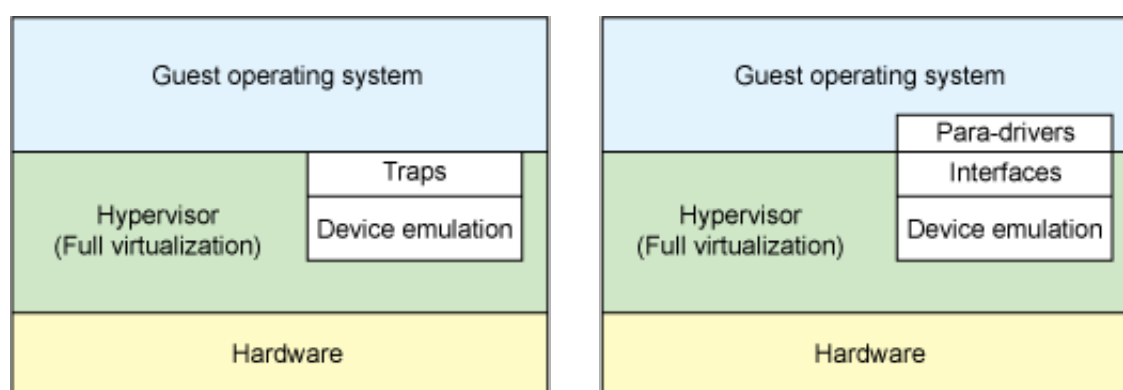 Guest operating system
Traps
Hypervisor
(Full virtualization)
Device emulation
Hardware
Guest operating system
Para-drivers
Interfaces
Hypervisor
(Full virtualization)
Device emulation
Hardware